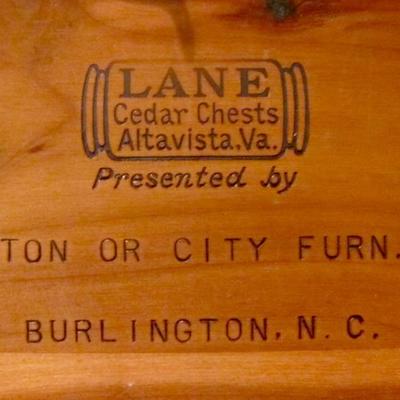 LANE
Cedar Chests
Altavista, Va.
Presented by
TON OR CITY FURN.
BURLINGTON, N. C.